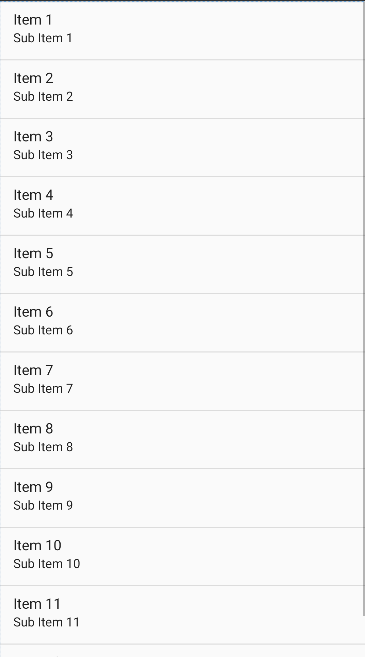 Item 1
Sub Item 1
Item 2
Sub Item 2
Item 3
Sub Item 3
Item 4
Sub Item 4
Item 5
Sub Item 5
Item 6
Sub Item 6
Item 7
Sub Item 7
Item 8
Sub Item 8
Item 9
Sub Item 9
Item 10
Sub Item 10
Item 11
Sub Item 11